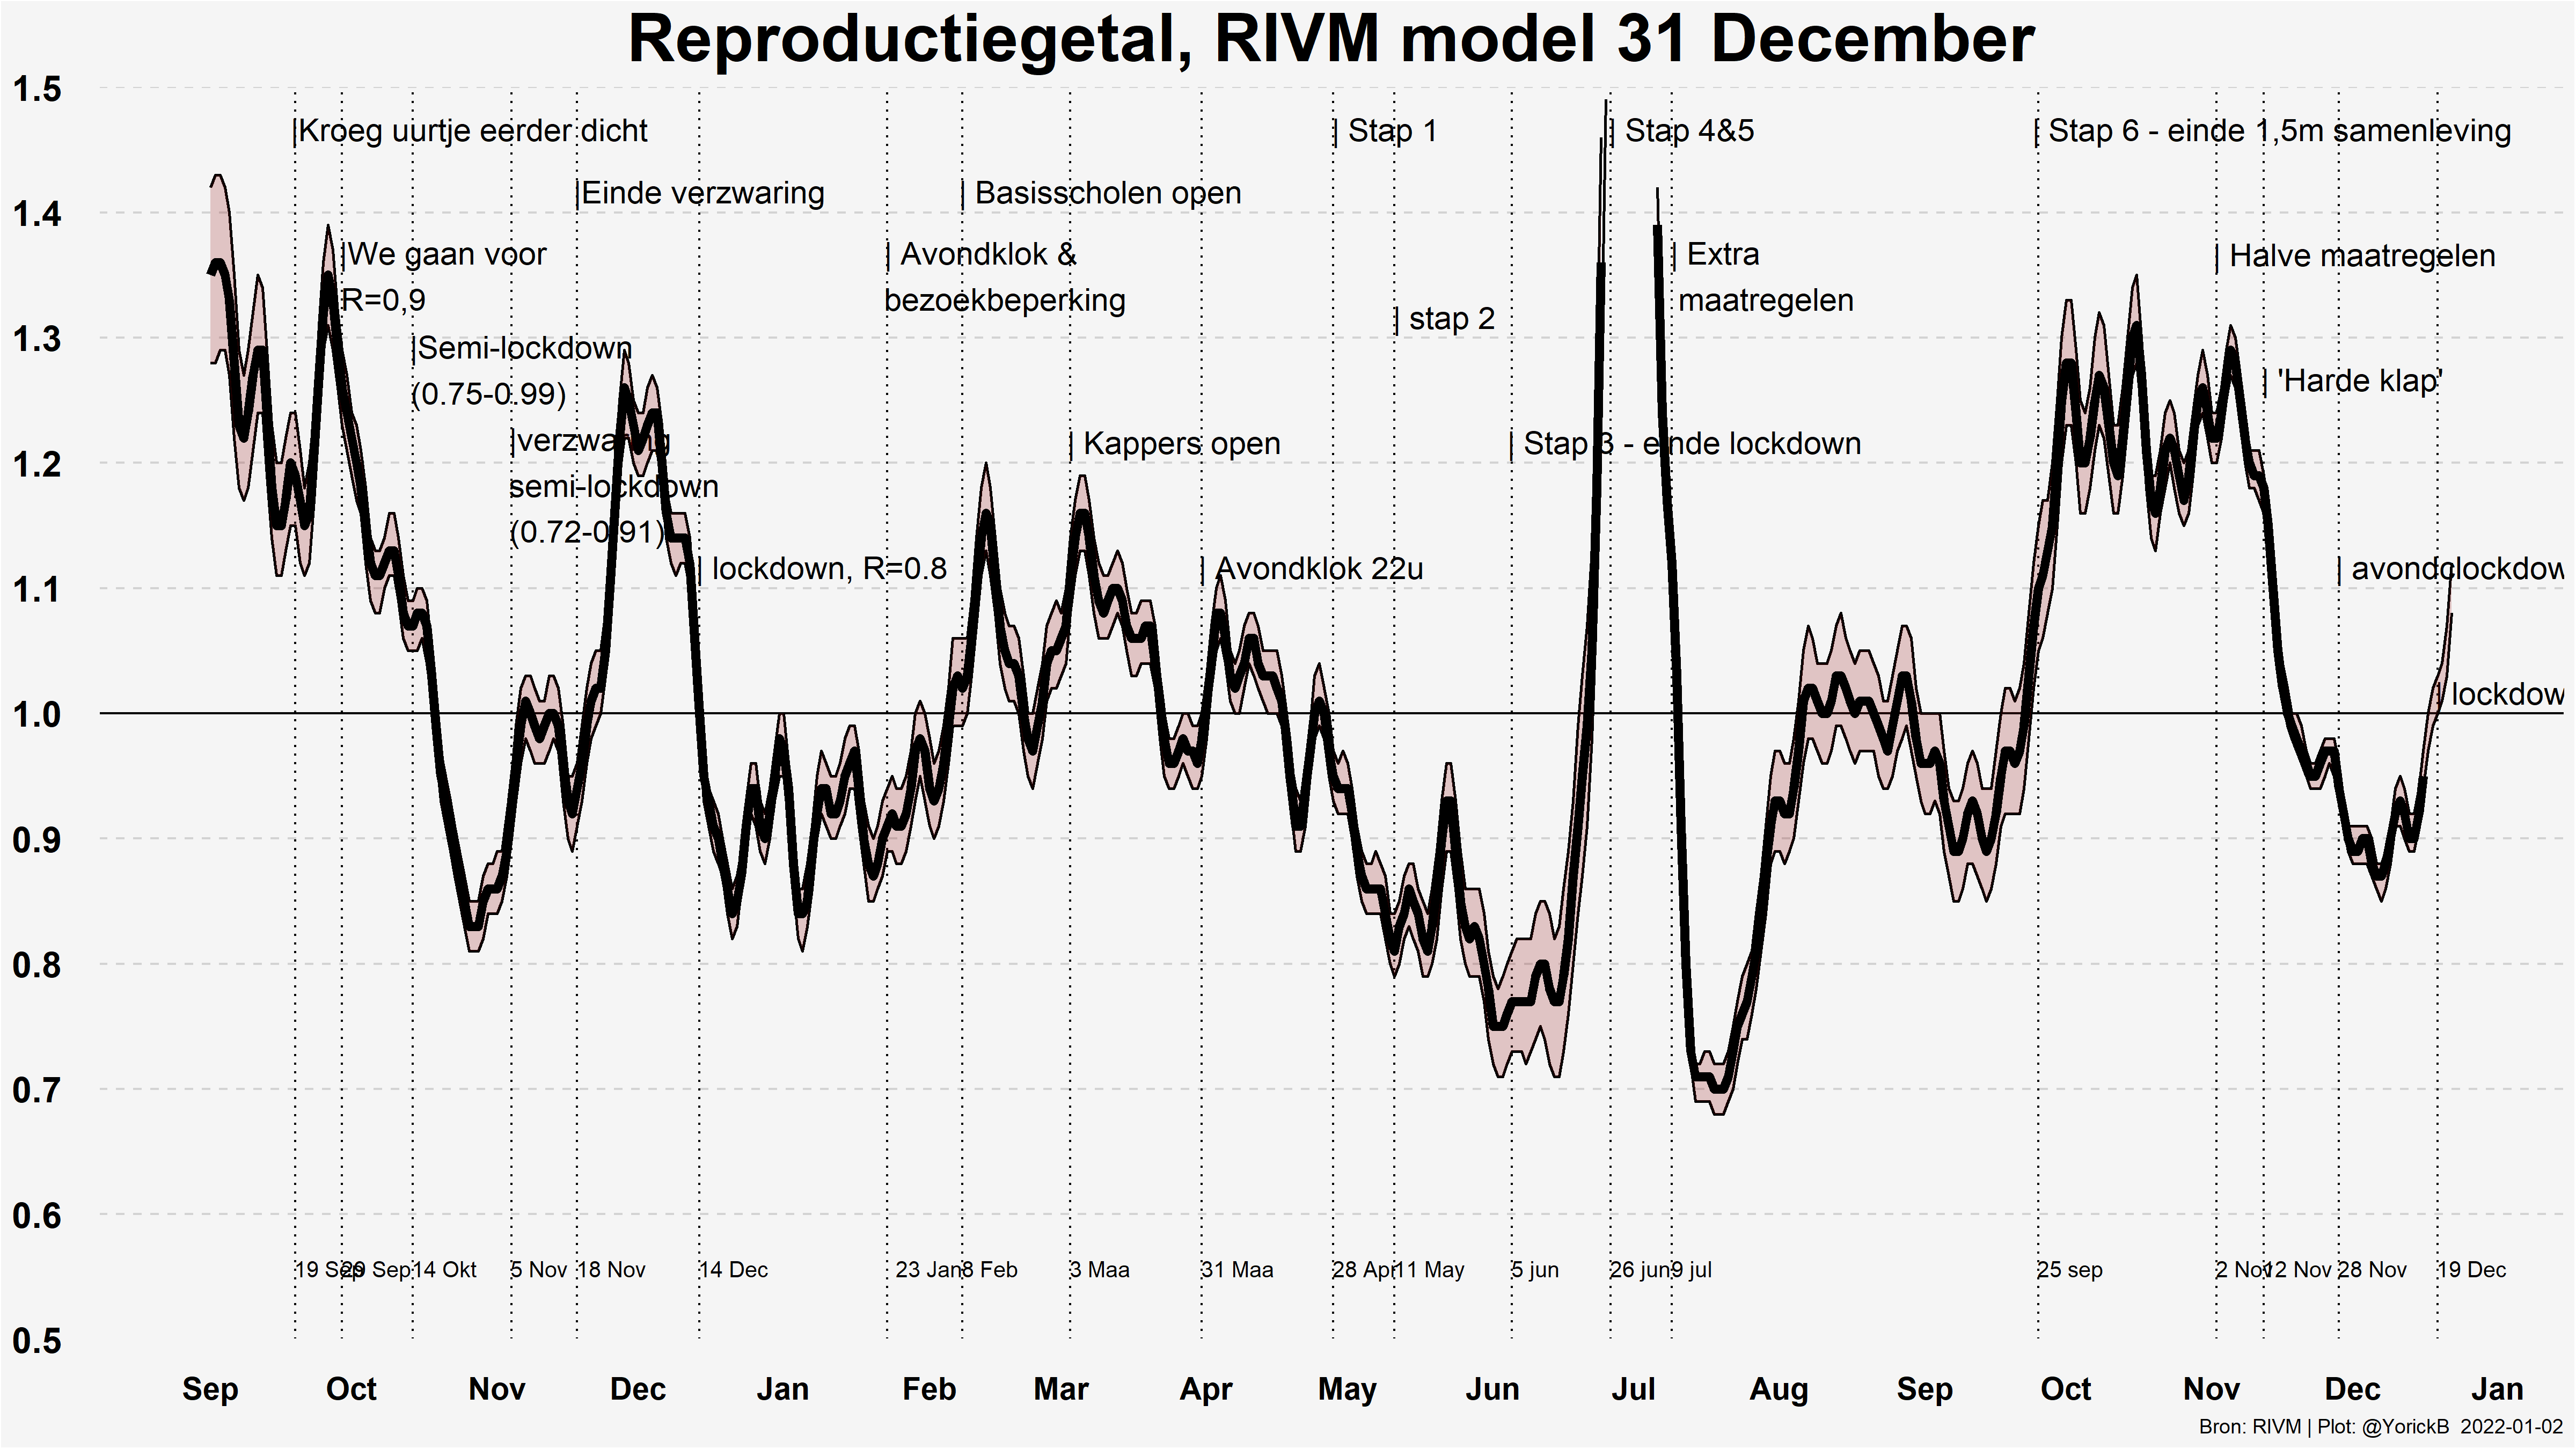 Reproductiegetal, RIVM model 31 December
1.5
|Kroeg uurtje eerder dicht
| Stap 1
| Stap 4&5
| Stap 6 - einde 1,5m samenleving
|Einde verzwaring
| Basisscholen open
1.4
|We gaan voor
R=0,9
| Avondklok &
bezoekbeperking
| Extra
maatregelen
| Halve maatregelen
| stap 2
1.3
|Semi-lockdown
(0.75-0.99)
| 'Harde klap'
|verzwaring
semi-lockdown
(0.72-0.91)
| Kappers open
| Stap 3 - einde lockdown
1.2
| lockdown, R=0.8
| Avondklok 22u
| avondclockdow
1.1
| lockdow
1.0
0.9
0.8
0.7
0.6
19 Sep
29 Sep
14 Okt
5 Nov
18 Nov
14 Dec
23 Jan
8 Feb
3 Maa
31 Maa
28 Apr
11 May
5 jun
26 jun
9 jul
25 sep
2 Nov
12 Nov
28 Nov
19 Dec
0.5
Sep Oct Nov Dec Jan Feb Mar Apr May Jun Jul Aug Sep Oct Nov Dec Jan
Bron: RIVM | Plot: @YorickB 2022-01-02